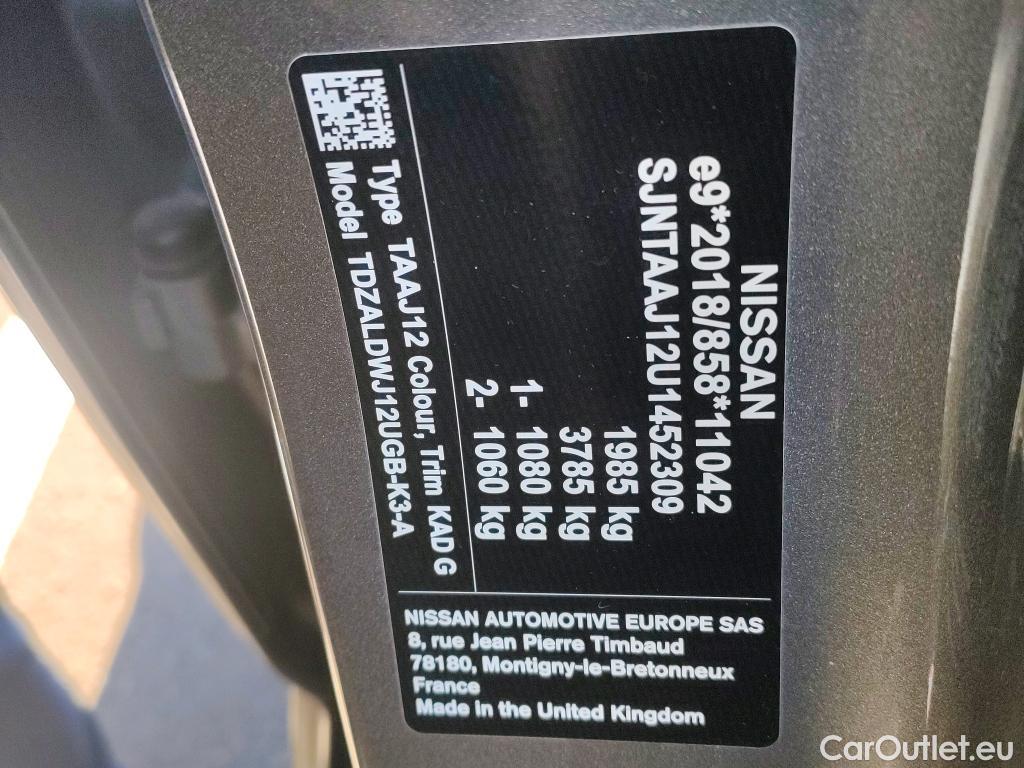 NISSAN
e9*2018/858*11042
SJNTAAJ12U1452309
1985 kg
3785 kg
1- 1080 kg
2- 1060 kg
Type TAAJ12 Colour, Trim KAD G
Model TDZALDWJ12UGB-K3-A
NISSAN AUTOMOTIVE EUROPE SAS
8, rue Jean Pierre Timbaud
78180, Montigny-le-Bretonneux
France
Made in the United Kingdom
CarOutlet.eu